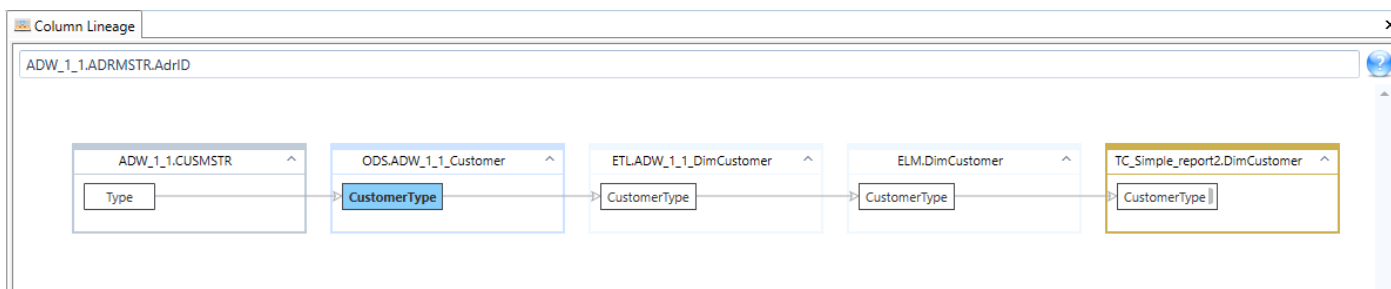 Column Lineage
ADW_1_1.ADRMSTR.AdrID
ADW_1_1.CUSMSTR
Type
ODS.ADW_1_1_Customer
CustomerType
ETL.ADW_1_1_DimCustomer
CustomerType
ELM.DimCustomer
CustomerType
TC_Simple_report2.DimCustomer
CustomerType